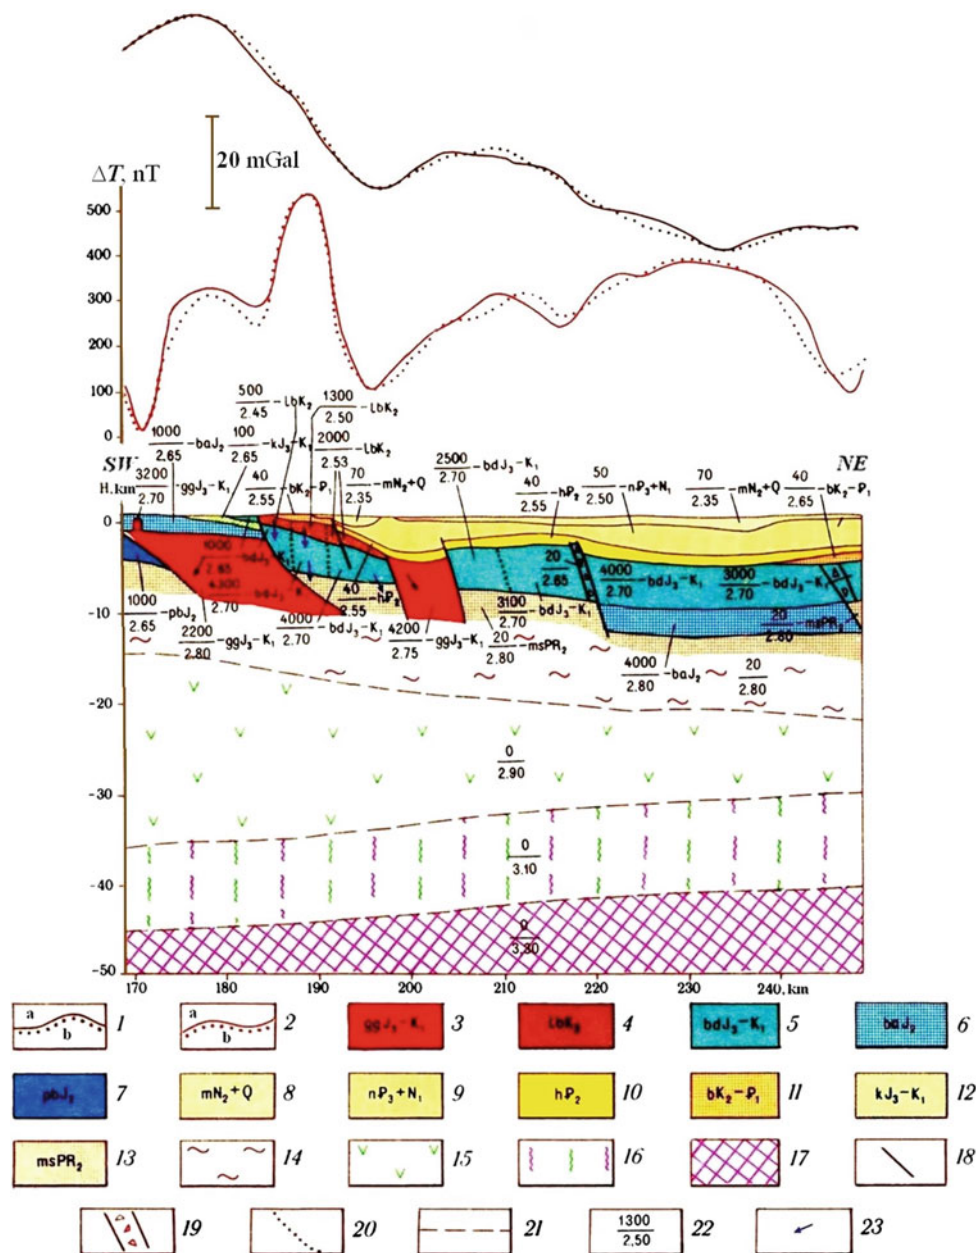 20 mGal
ΔT, nT
500
400
300
200
100
0
500/2.45 – lbK₂
1300/2.50 – lbK₂
1000/2.65 – baJ₂
100/2.65 – kJ₃–K₁
2000/2.53 – lbK₂
SW
NE
H. km
3200/2.70 – ggJ₃–K₁
40/2.55 – bK₂–P₁
70/2.35 – mN₂+Q
2500/2.70 – bdJ₃–K₁
40/2.55 – hP₂
50/2.50 – nP₃+N₁
70/2.35 – mN₂+Q
40/2.65 – bK₂–P₁
0
-5
-10
-20
-30
-40
-50
1000/2.65 – bdJ₃–K₁
4300/2.70 – bdJ₃–K
20/2.65
4000/2.70 – bdJ₃–K₁
3000/2.70 – bdJ₃–K
40/2.55 – hP₂
1000/2.65 – pbJ₂
2200/2.80 – ggJ₃–K₁
4000/2.70 – bdJ₃–K₁
4200/2.75 – ggJ₃–K₁
3100/2.70 – bdJ₃–K₁
20/2.80 – msPR₂
20/2.80 – msPR₂
4000/2.80 – baJ₂
20/2.80
0/2.90
0/3.10
0/3,30
170 180 190 200 210 220 230 240, km
a b 1
a b 2
ggJ₃–K₁ 3
lbK₂ 4
bdJ₃–K₁ 5
baJ₂ 6
pbJ₂ 7
mN₂+Q 8
nP₃+N₁ 9
hP₂ 10
bK₂–P₁ 11
kJ₃–K₁ 12
msPR₂ 13
14
15
16
17
18
19
20
21
1300/2,50 22
23